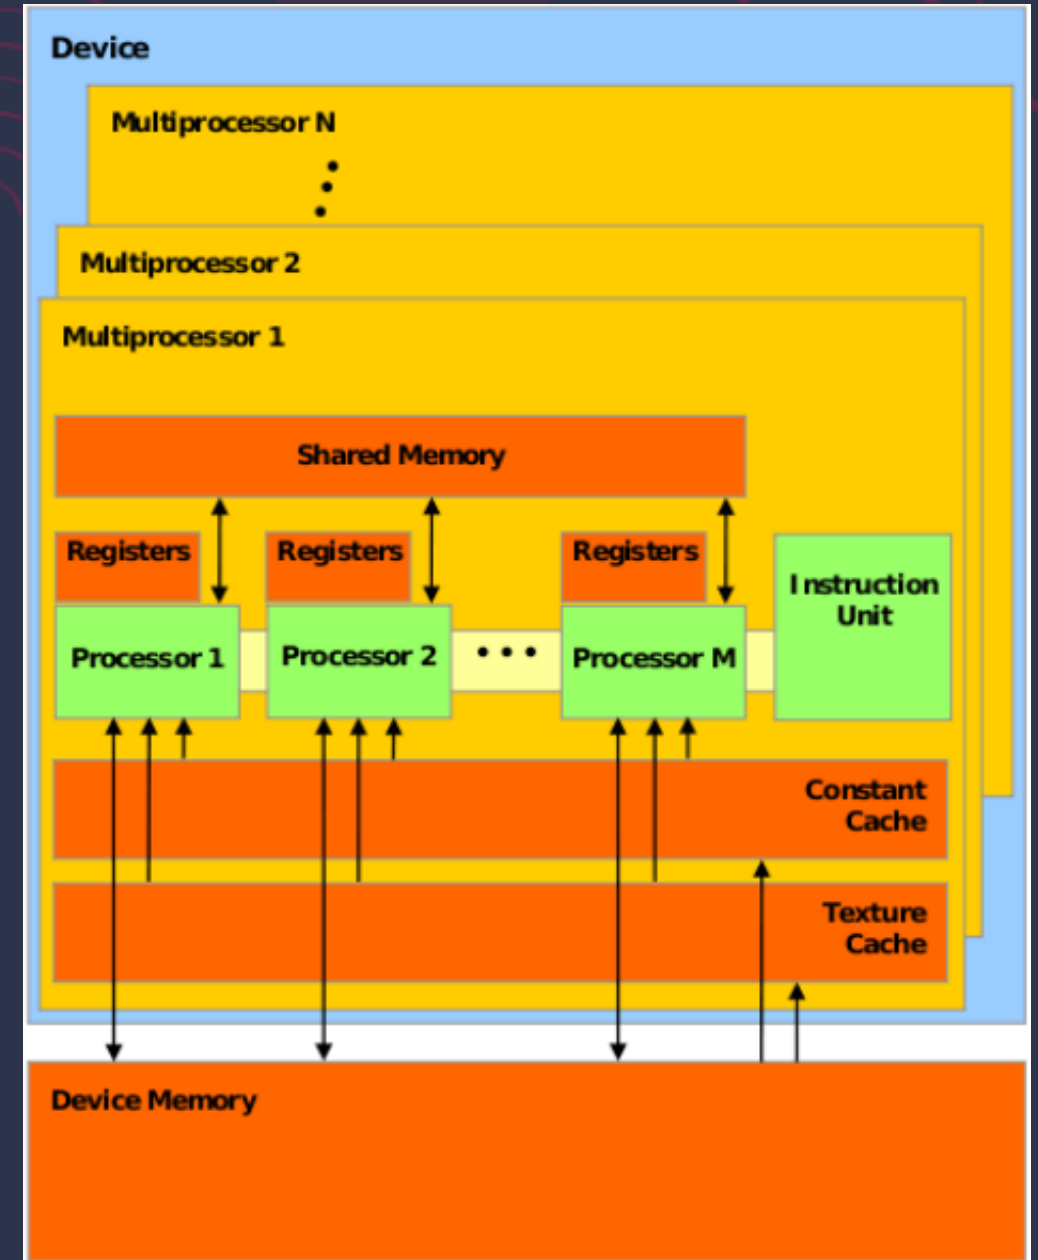 Device
Multiprocessor N
Multiprocessor 2
Multiprocessor 1
Shared Memory
Registers
Registers
Registers
Instruction
Unit
Processor 1
Processor 2
Processor M
Constant
Cache
Texture
Cache
Device Memory